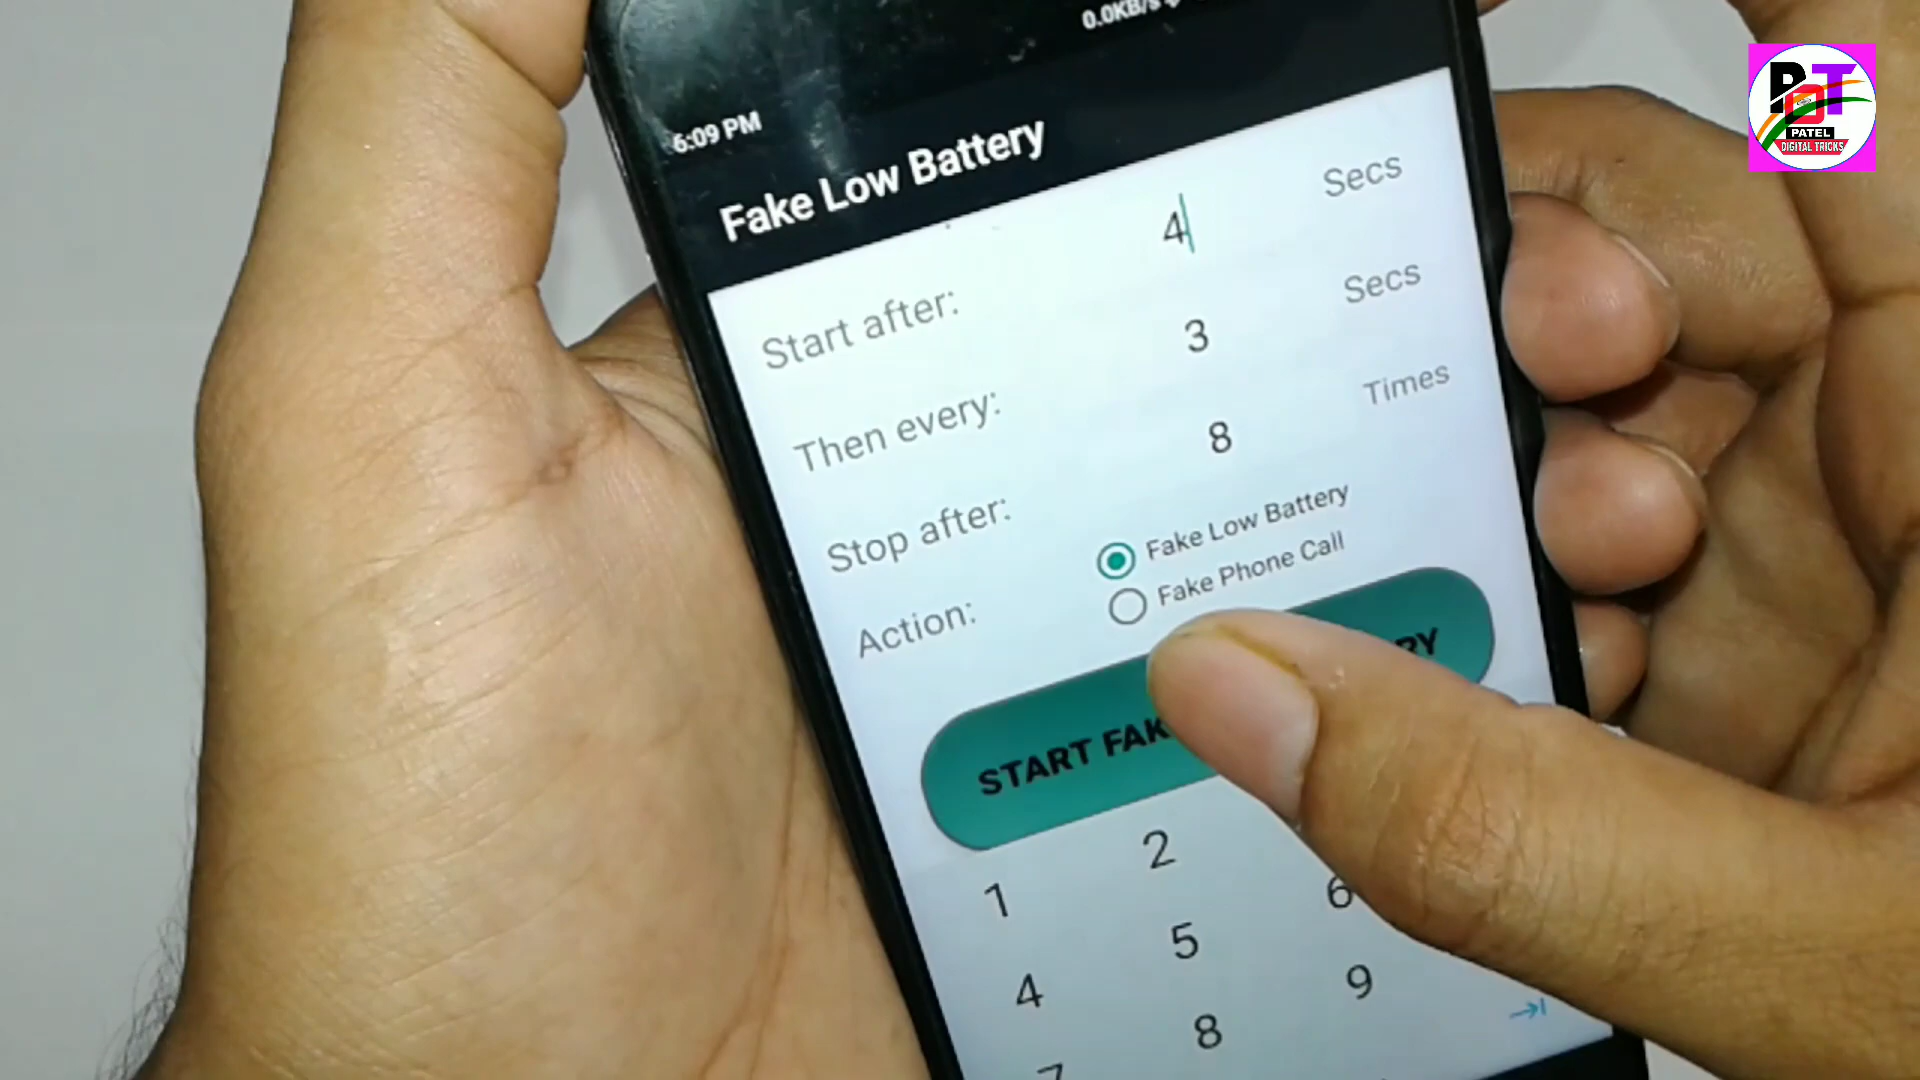 0.0KB/s
6:09 PM
Fake Low Battery
Start after: 4 Secs
Then every: 3 Secs
Stop after: 8 Times
Action:
Fake Low Battery
Fake Phone Call
START
1 2
4 5 6
7 8 9
PDT
PATEL
DIGITAL TRICKS